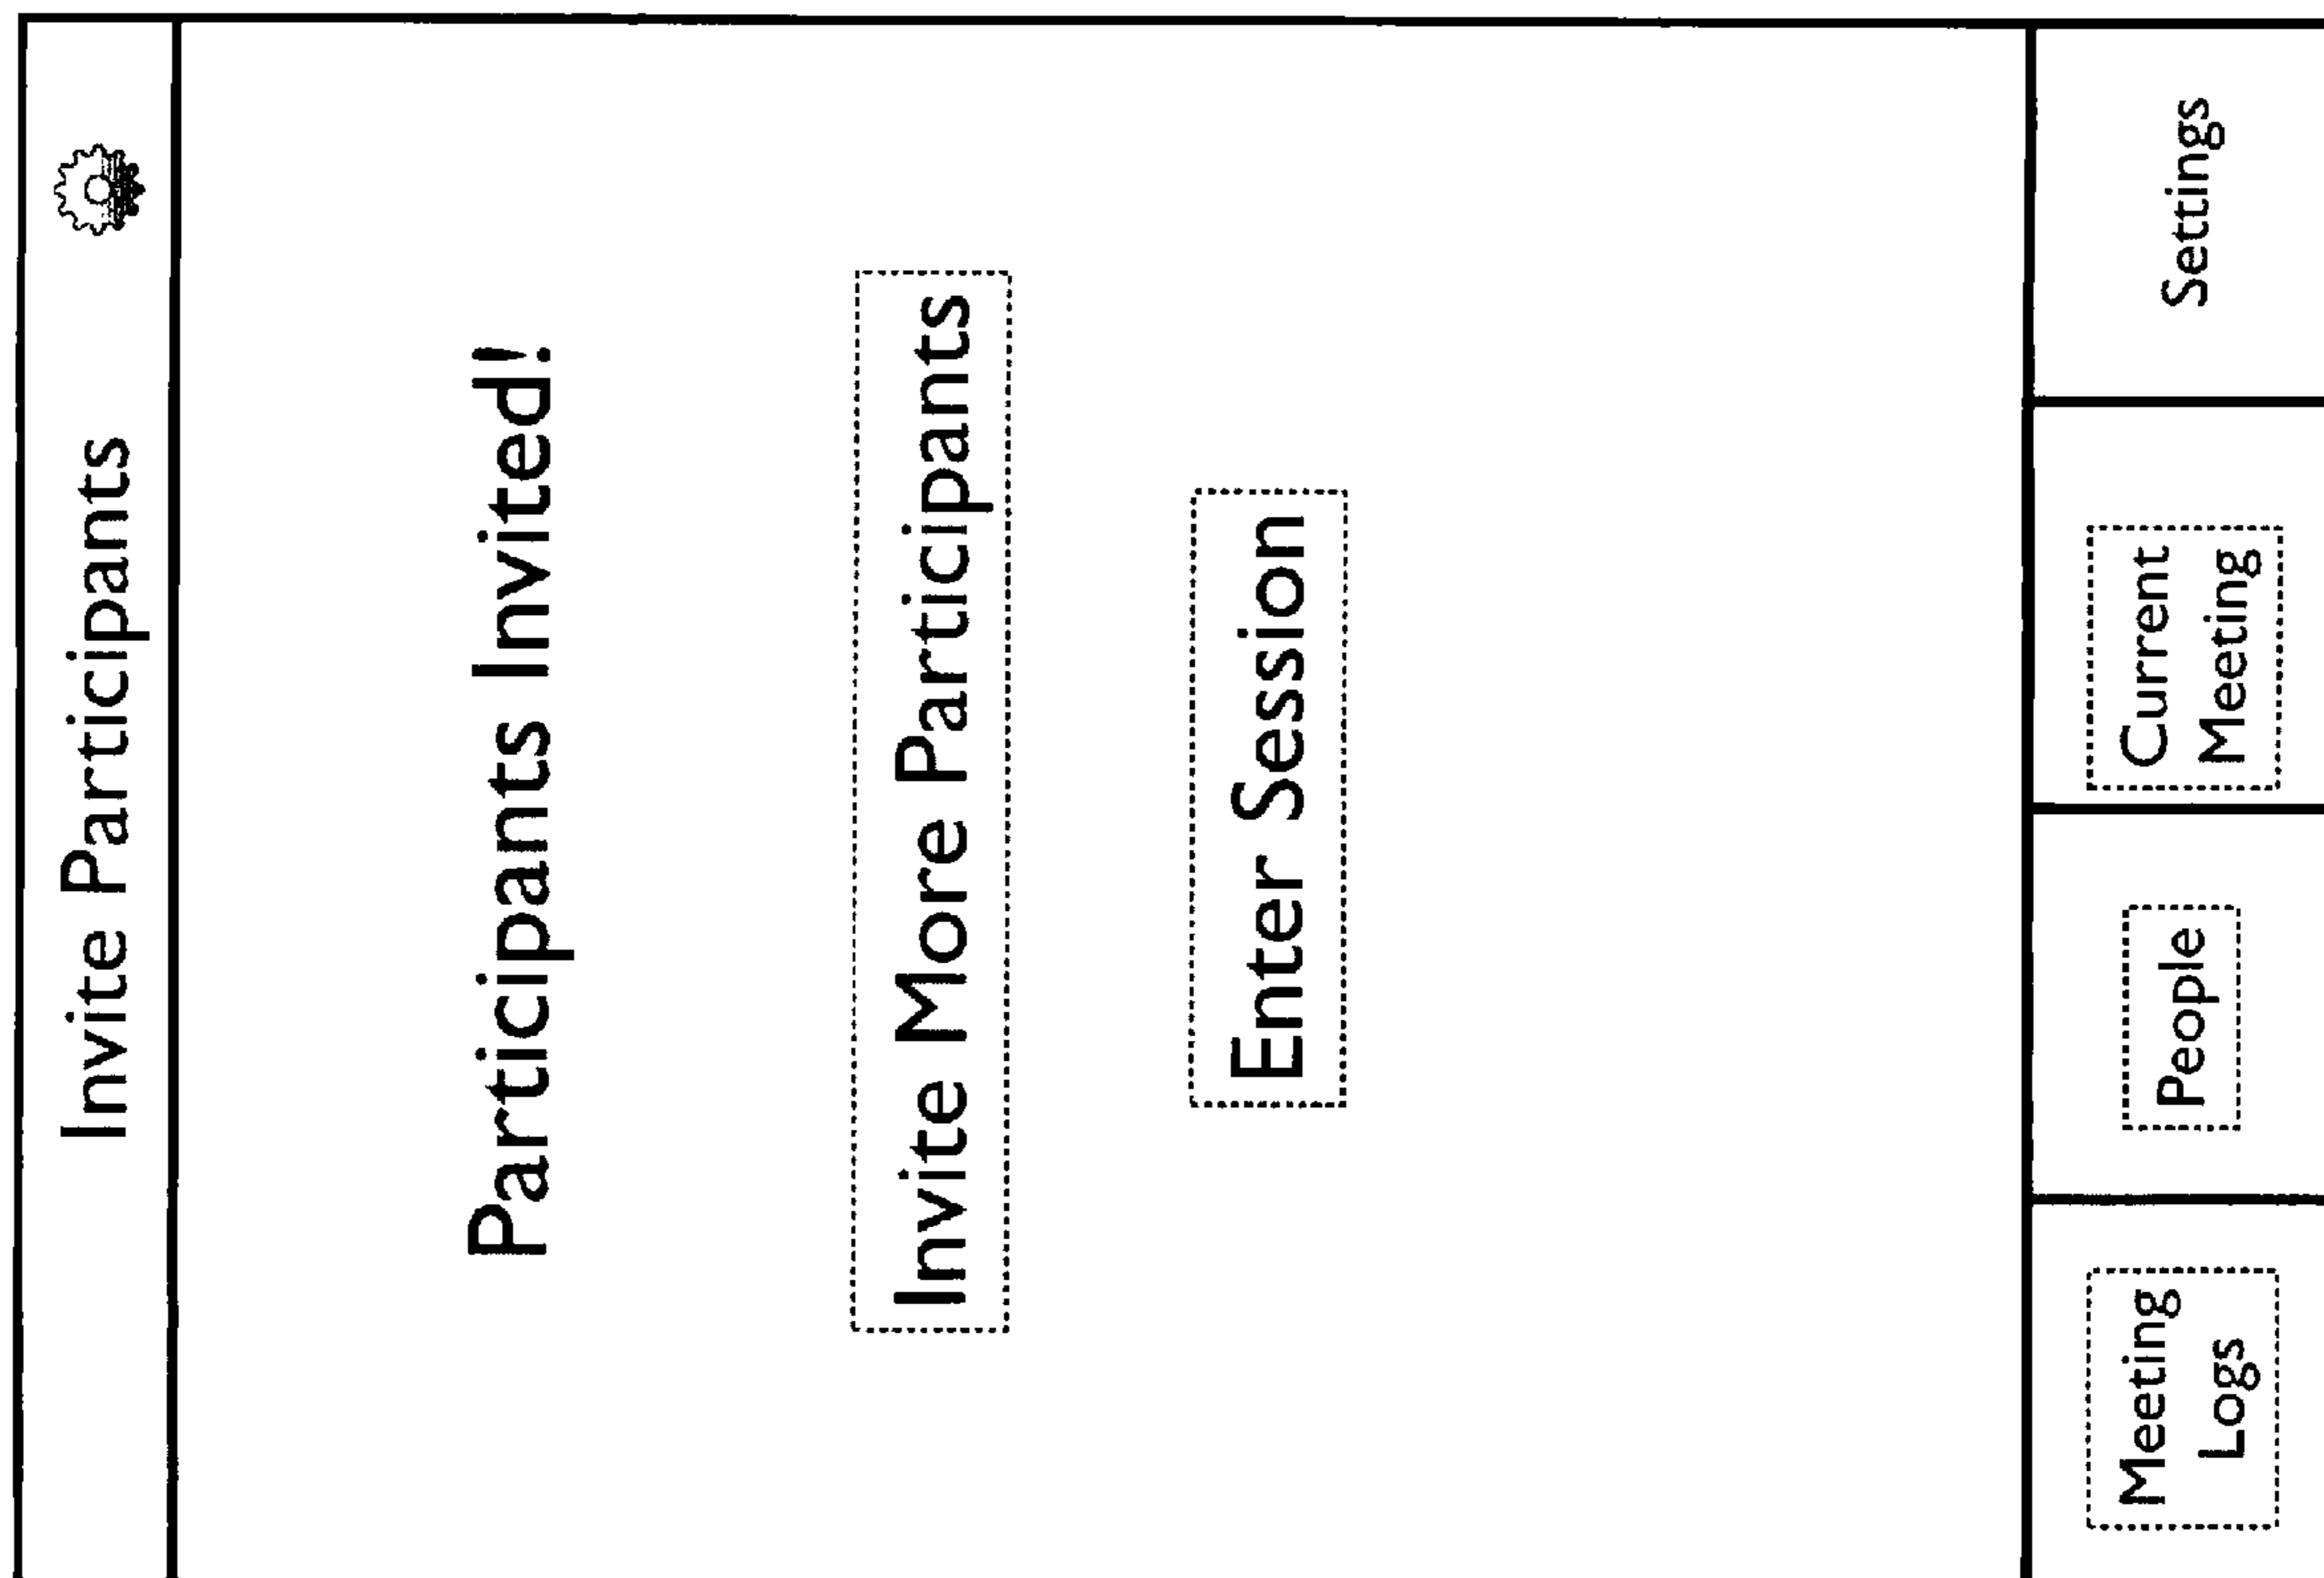 Invite Participants
Participants Invited!
Invite More Participants
Enter Session
Meeting
Logs
People
Current
Meeting
Settings